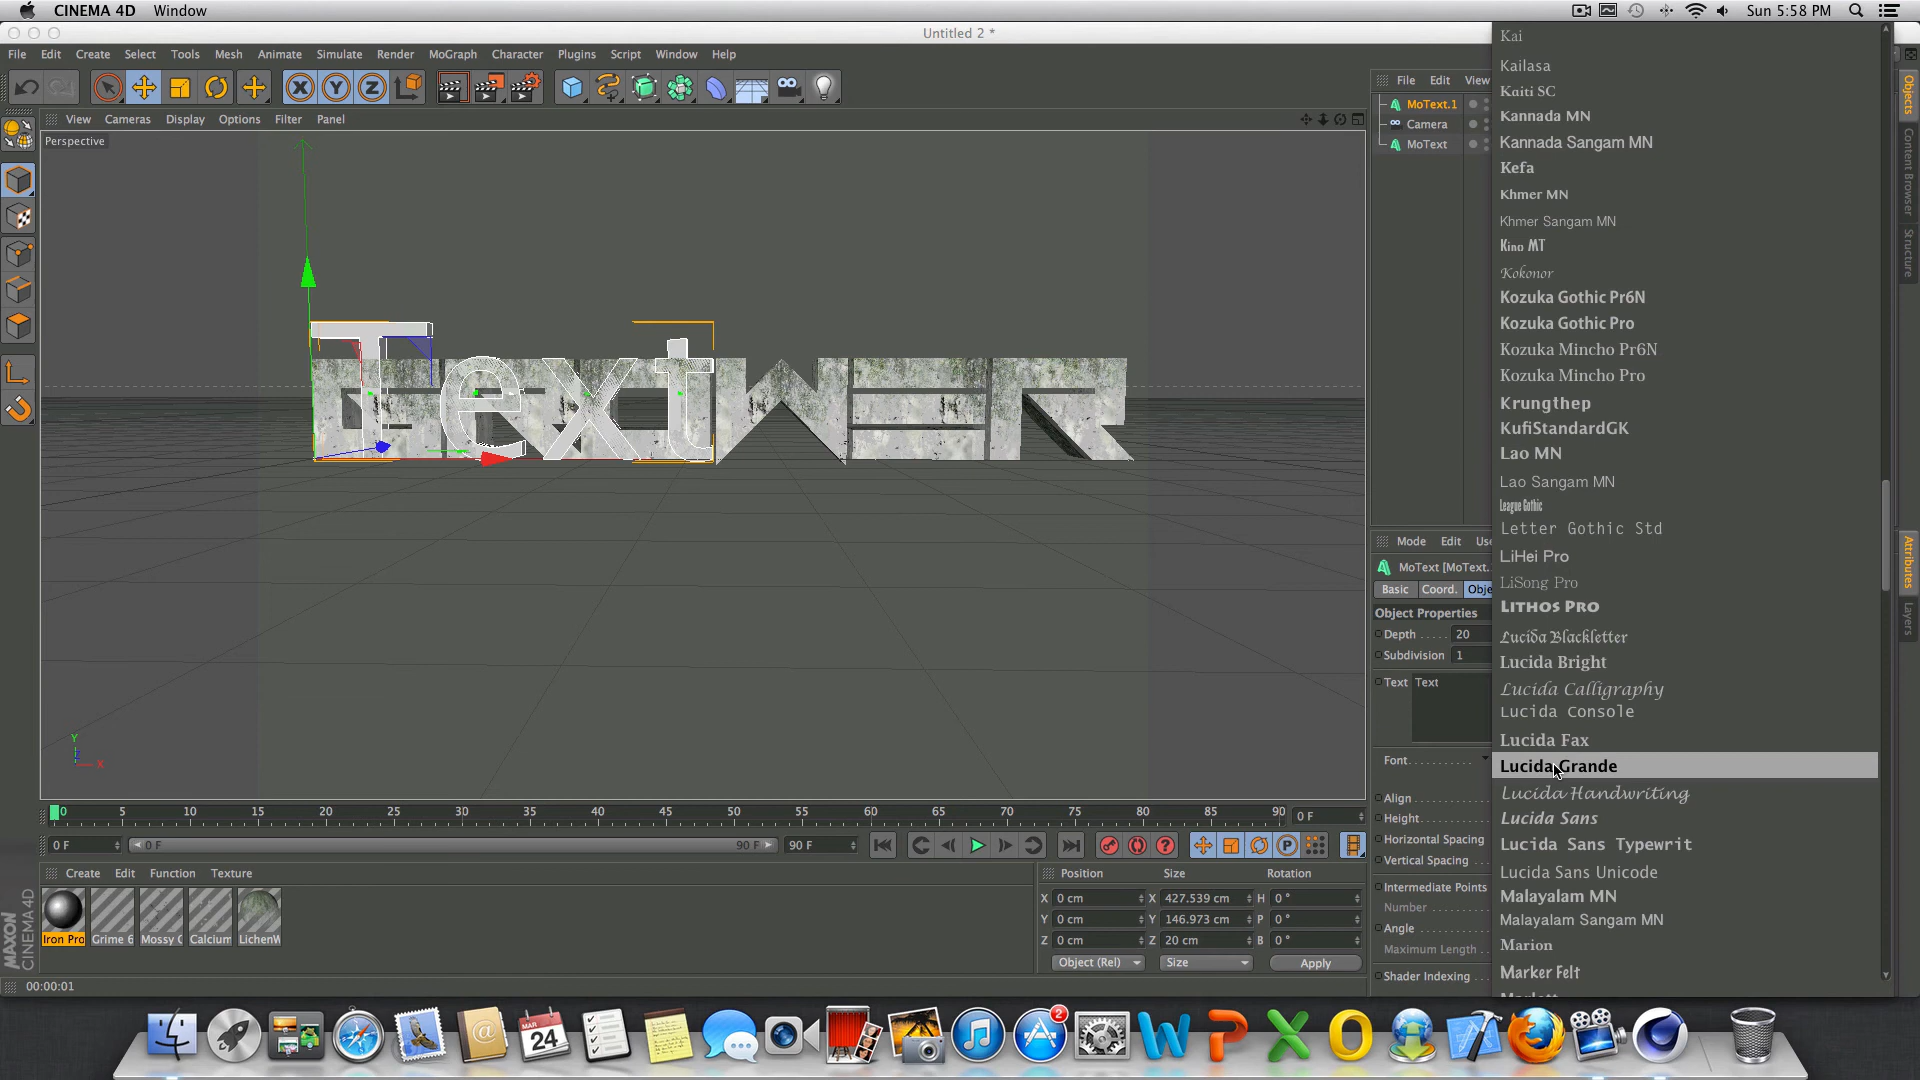 CINEMA 4D Window
Sun 5:58 PM
Untitled 2 *
File Edit Create Select Tools Mesh Animate Simulate Render MoGraph Character Plugins Script Window Help
View Cameras Display Options Filter Panel
Perspective
File Edit View
MoText.1
Camera
MoText
Objects
Content Browser
Structure
Text
WER
Y
X
Mode Edit Use
MoText [MoText.
Basic Coord. Obje
Object Properties
Depth 20
Subdivision 1
Text Text
Font
Align
Height
Horizontal Spacing
Vertical Spacing
Intermediate Points
Number
Angle
Maximum Length
Shader Indexing
Attributes
Layers
Kai
Kailasa
Kaiti SC
Kannada MN
Kannada Sangam MN
Kefa
Khmer MN
Khmer Sangam MN
Kino MT
Kokonor
Kozuka Gothic Pr6N
Kozuka Gothic Pro
Kozuka Mincho Pr6N
Kozuka Mincho Pro
Krungthep
KufiStandardGK
Lao MN
Lao Sangam MN
League Gothic
Letter Gothic Std
LiHei Pro
LiSong Pro
Lithos Pro
Lucida Blackletter
Lucida Bright
Lucida Calligraphy
Lucida Console
Lucida Fax
Lucida Grande
Lucida Handwriting
Lucida Sans
Lucida Sans Typewrit
Lucida Sans Unicode
Malayalam MN
Malayalam Sangam MN
Marion
Marker Felt
0 5 10 15 20 25 30 35 40 45 50 55 60 65 70 75 80 85 90 0 F
0 F 0 F 90 F 90 F
Create Edit Function Texture
Iron Pro Grime 6 Mossy C Calcium LichenW
Position Size Rotation
X 0 cm X 427.539 cm H 0 °
Y 0 cm Y 146.973 cm P 0 °
Z 0 cm Z 20 cm B 0 °
Object (Rel) Size Apply
MAXON
CINEMA 4D
00:00:01
MAR
24
2